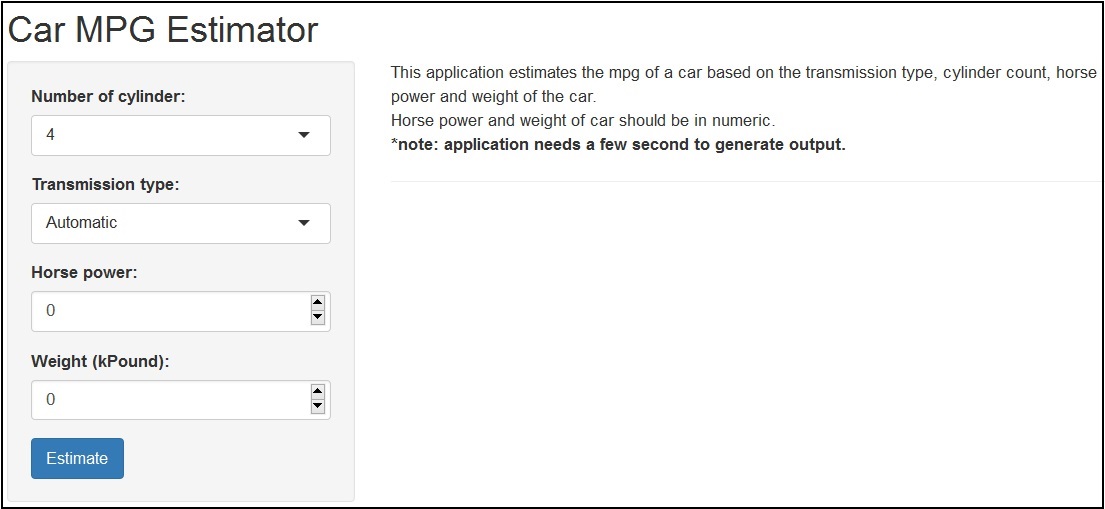 Car MPG Estimator
Number of cylinder:
4
Transmission type:
Automatic
Horse power:
0
Weight (kPound):
0
Estimate
This application estimates the mpg of a car based on the transmission type, cylinder count, horse
power and weight of the car.
Horse power and weight of car should be in numeric.
*note: application needs a few second to generate output.